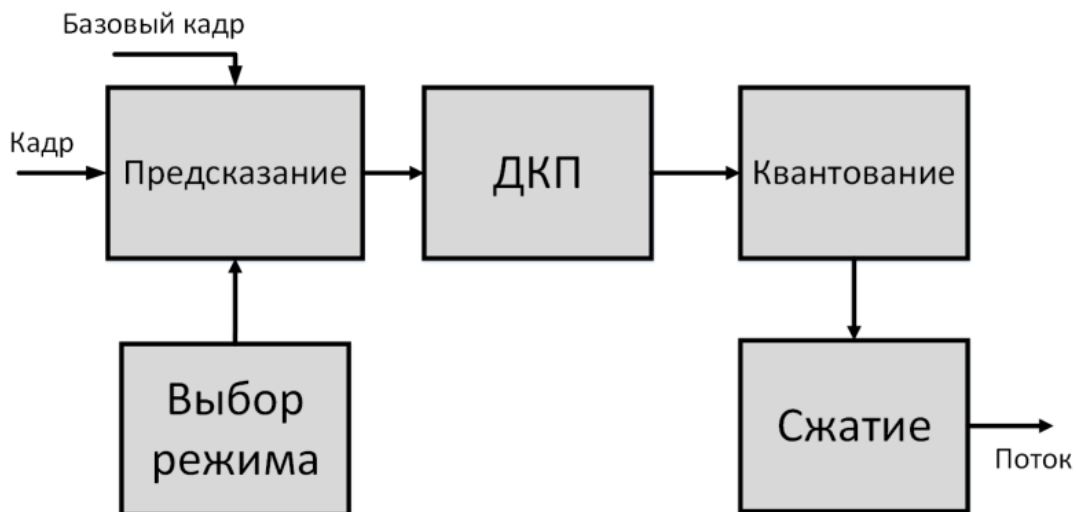 Базовый кадр
Кадр
Предсказание
ДКП
Квантование
Выбор
режима
Сжатие
Поток